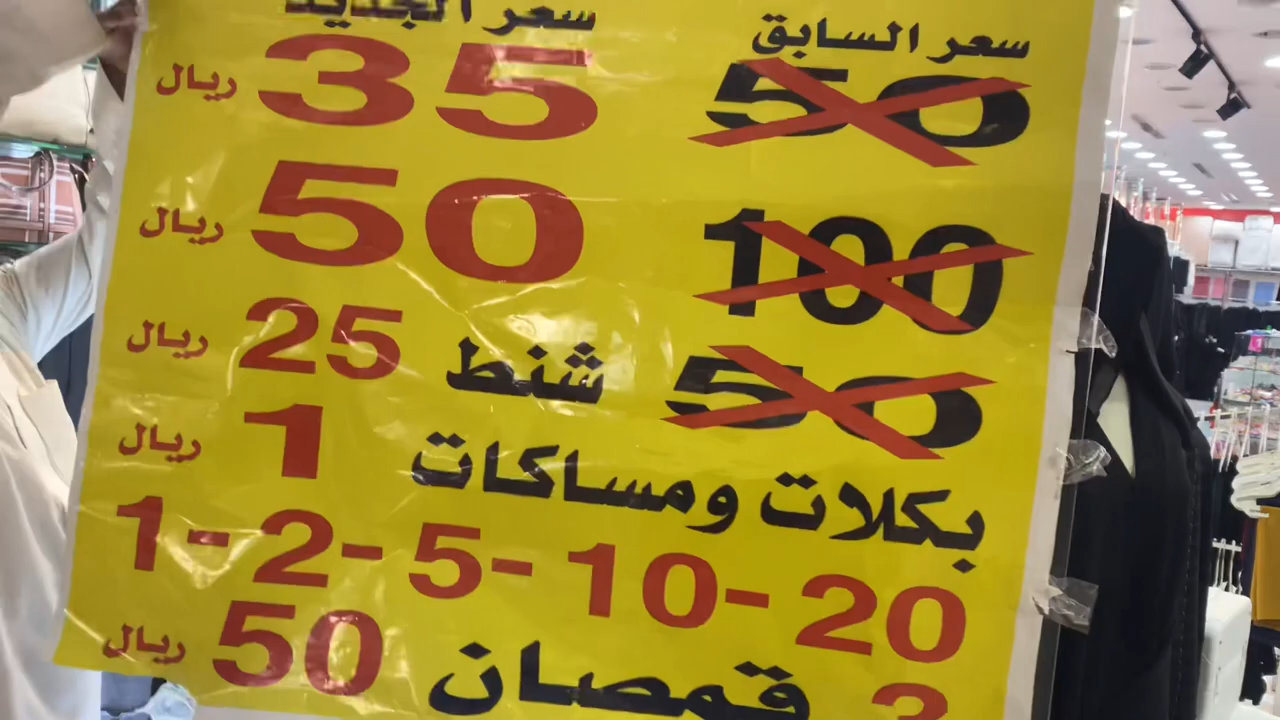 سعر السابق سعر الجديد
50 35 ريال
100 50 ريال
50 شنط 25 ريال
بكلات ومساكات 1 ريال
1-2-5-10-20
3 قمصان 50 ريال